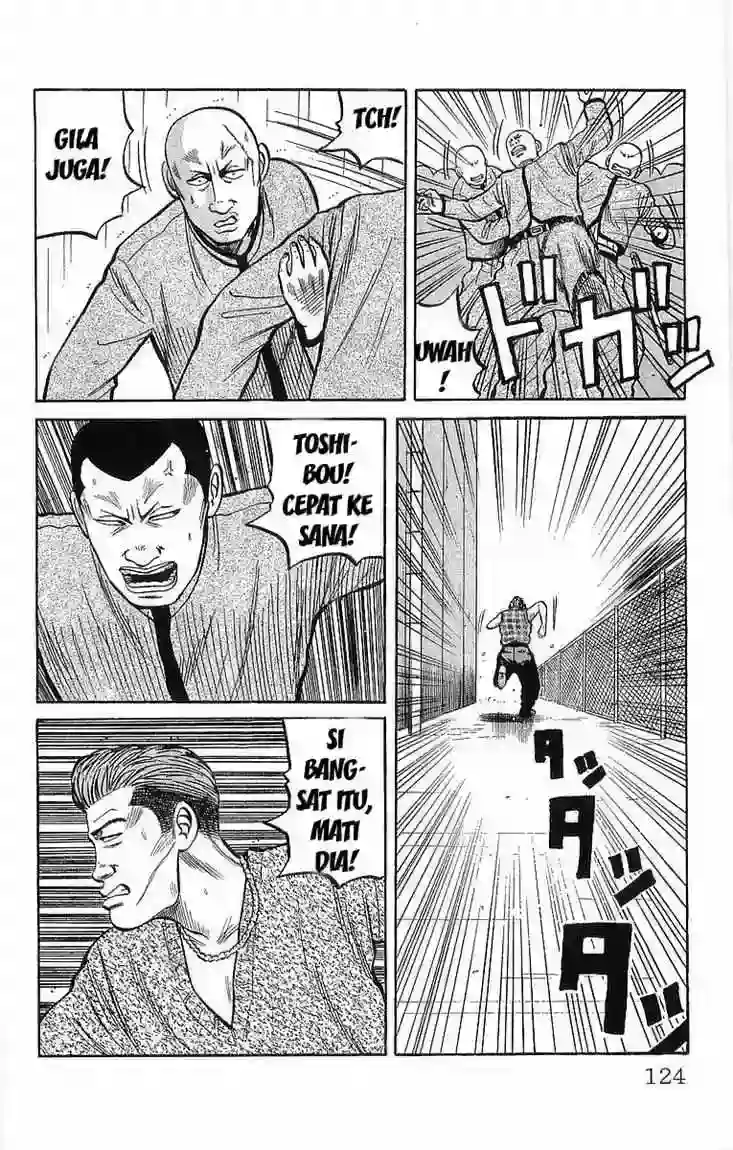 UWAH
!
ドガッ
TCH!
GILA
JUGA!
タッ
タッ
タッ
TOSHI-
BOU!
CEPAT KE
SANA!
SI
BANG-
SAT ITU,
MATI
DIA!
124